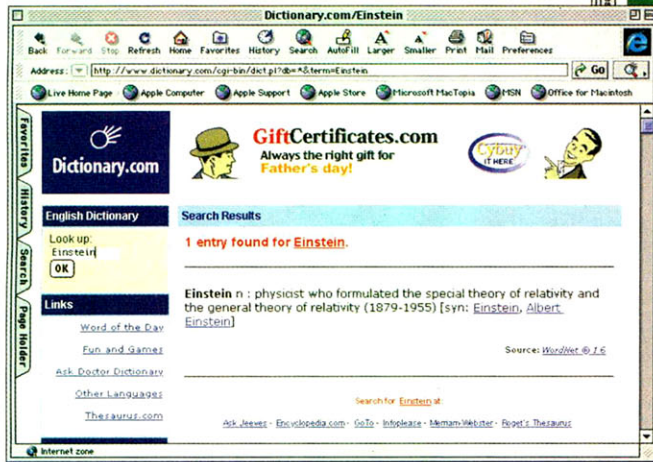 Dictionary.com/Einstein
Back Forward Stop Refresh Home Favorites History Search AutoFill Larger Smaller Print Mail Preferences
Address: http://www.dictionary.com/cgi-bin/dict.pl?db=*&term=Einstein Go
Live Home Page Apple Computer Apple Support Apple Store Microsoft MacTopia MSN Office for Macintosh
Favorites
History
Search
Page Holder
Dictionary.com
GiftCertificates.com
Always the right gift for
Father's day!
Cybuy
IT HERE
English Dictionary
Look up:
Einstein
OK
Links
Word of the Day
Fun and Games
Ask Doctor Dictionary
Other Languages
Thesaurus.com
Search Results
1 entry found for Einstein.
Einstein n : physicist who formulated the special theory of relativity and
the general theory of relativity (1879-1955) [syn: Einstein, Albert
Einstein]
Source: WordNet ® 1.6
Search for Einstein at:
Ask Jeeves - Encyclopedia.com - GoTo - Infoplease - Merriam-Webster - Roget's Thesaurus
Internet zone